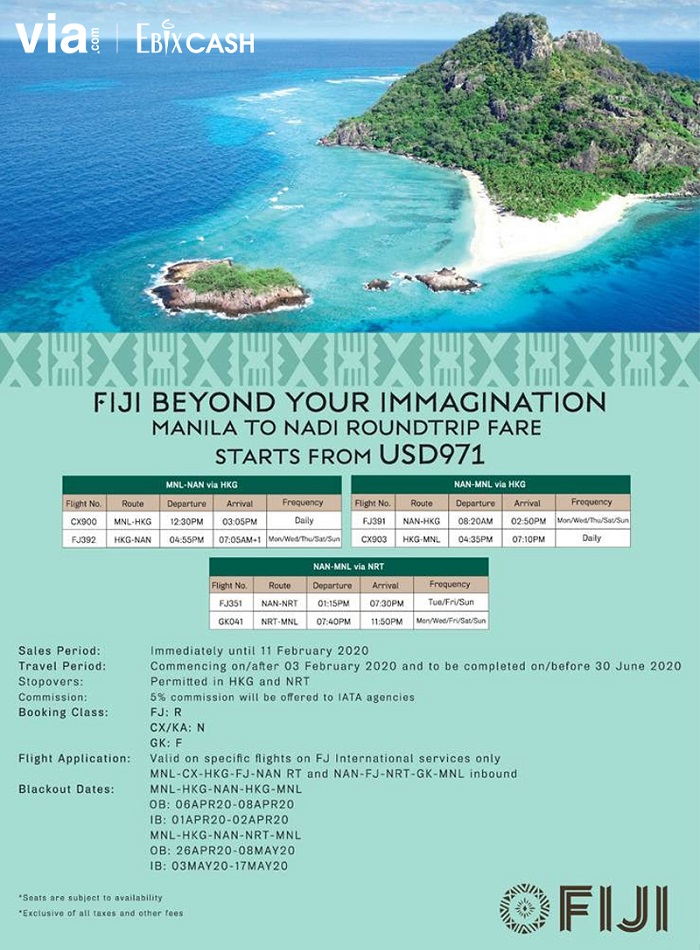 via.com | EBIXCASH
FIJI BEYOND YOUR IMMAGINATION
MANILA TO NADI ROUNDTRIP FARE
STARTS FROM USD971
MNL-NAN via HKG
Flight No. Route Departure Arrival Frequency
CX900 MNL-HKG 12:30PM 03:05PM Daily
FJ392 HKG-NAN 04:55PM 07:05AM+1 Mon/Wed/Thu/Sat/Sun
NAN-MNL via HKG
Flight No. Route Departure Arrival Frequency
FJ391 NAN-HKG 08:20AM 02:50PM Mon/Wed/Thu/Sat/Sun
CX903 HKG-MNL 04:35PM 07:10PM Daily
NAN-MNL via NRT
Flight No. Route Departure Arrival Frequency
FJ351 NAN-NRT 01:15PM 07:30PM Tue/Fri/Sun
GK041 NRT-MNL 07:40PM 11:50PM Mon/Wed/Fri/Sat/Sun
Sales Period: Immediately until 11 February 2020
Travel Period: Commencing on/after 03 February 2020 and to be completed on/before 30 June 2020
Stopovers: Permitted in HKG and NRT
Commission: 5% commission will be offered to IATA agencies
Booking Class: FJ: R
CX/KA: N
GK: F
Flight Application: Valid on specific flights on FJ International services only
MNL-CX-HKG-FJ-NAN RT and NAN-FJ-NRT-GK-MNL inbound
Blackout Dates: MNL-HKG-NAN-HKG-MNL
OB: 06APR20-08APR20
IB: 01APR20-02APR20
MNL-HKG-NAN-NRT-MNL
OB: 26APR20-08MAY20
IB: 03MAY20-17MAY20
*Seats are subject to availability
*Exclusive of all taxes and other fees
FIJI